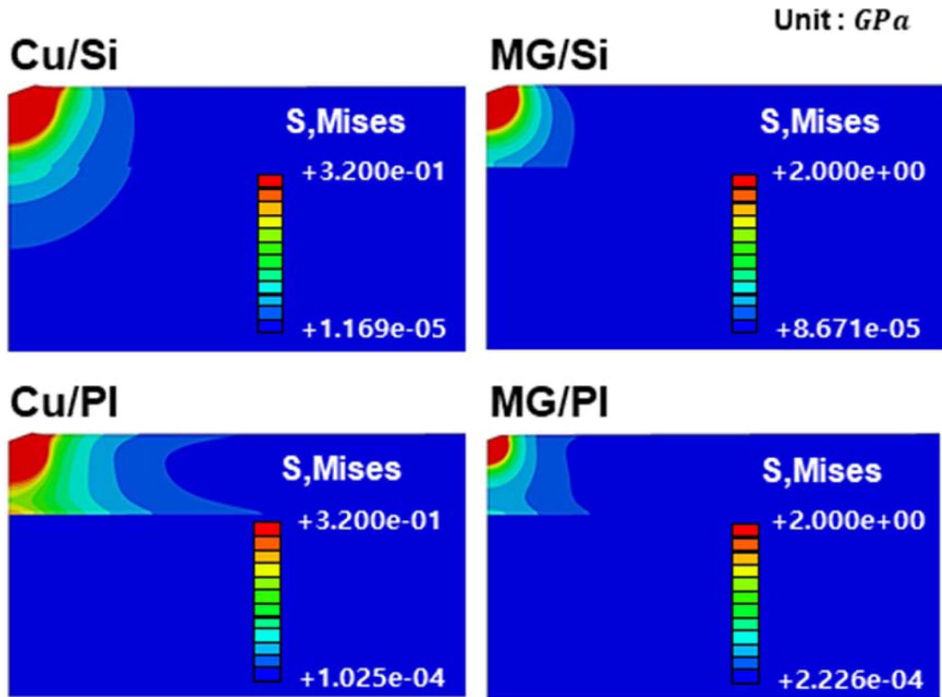 Unit : GPa
Cu/Si
MG/Si
S,Mises
+3.200e-01
+1.169e-05
S,Mises
+2.000e+00
+8.671e-05
Cu/PI
MG/PI
S,Mises
+3.200e-01
+1.025e-04
S,Mises
+2.000e+00
+2.226e-04